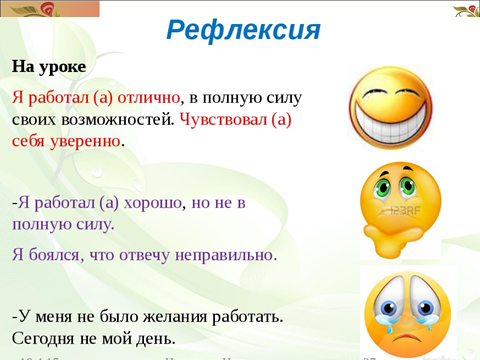 Рефлексия
На уроке
Я работал (а) отлично, в полную силу
своих возможностей. Чувствовал (а)
себя уверенно.
-Я работал (а) хорошо, но не в
полную силу.
Я боялся, что отвечу неправильно.
-У меня не было желания работать.
Сегодня не мой день.
123RF